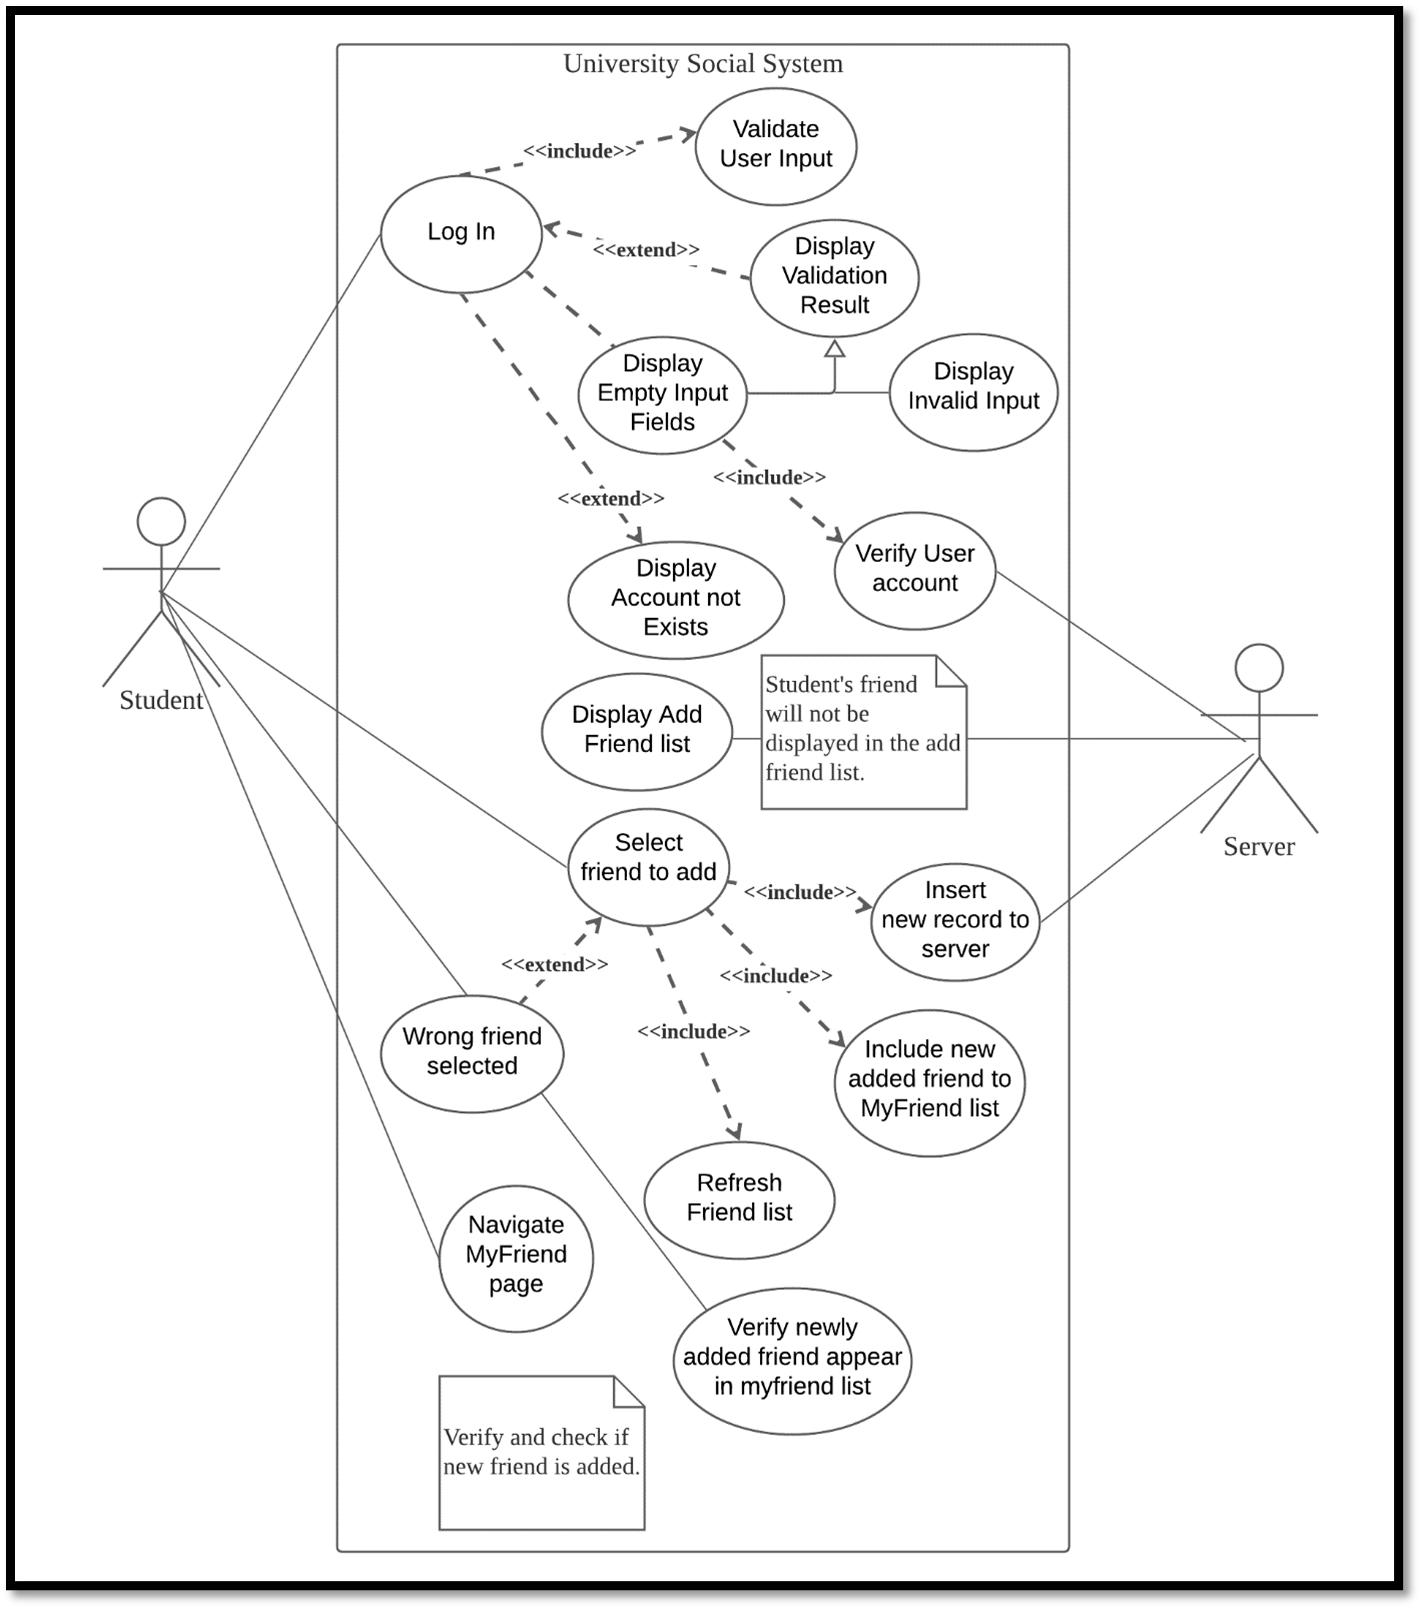 University Social System
Validate
User Input
<<include>>
Log In
Display
Validation
Result
<<extend>>
Display
Empty Input
Fields
Display
Invalid Input
<<include>>
<<extend>>
Verify User
account
Display
Account not
Exists
Student
Student's friend
will not be
displayed in the add
friend list.
Display Add
Friend list
Server
Select
friend to add
<<include>>
Insert
new record to
server
<<extend>>
<<include>>
<<include>>
Wrong friend
selected
Include new
added friend to
MyFriend list
Refresh
Friend list
Navigate
MyFriend
page
Verify newly
added friend appear
in myfriend list
Verify and check if
new friend is added.